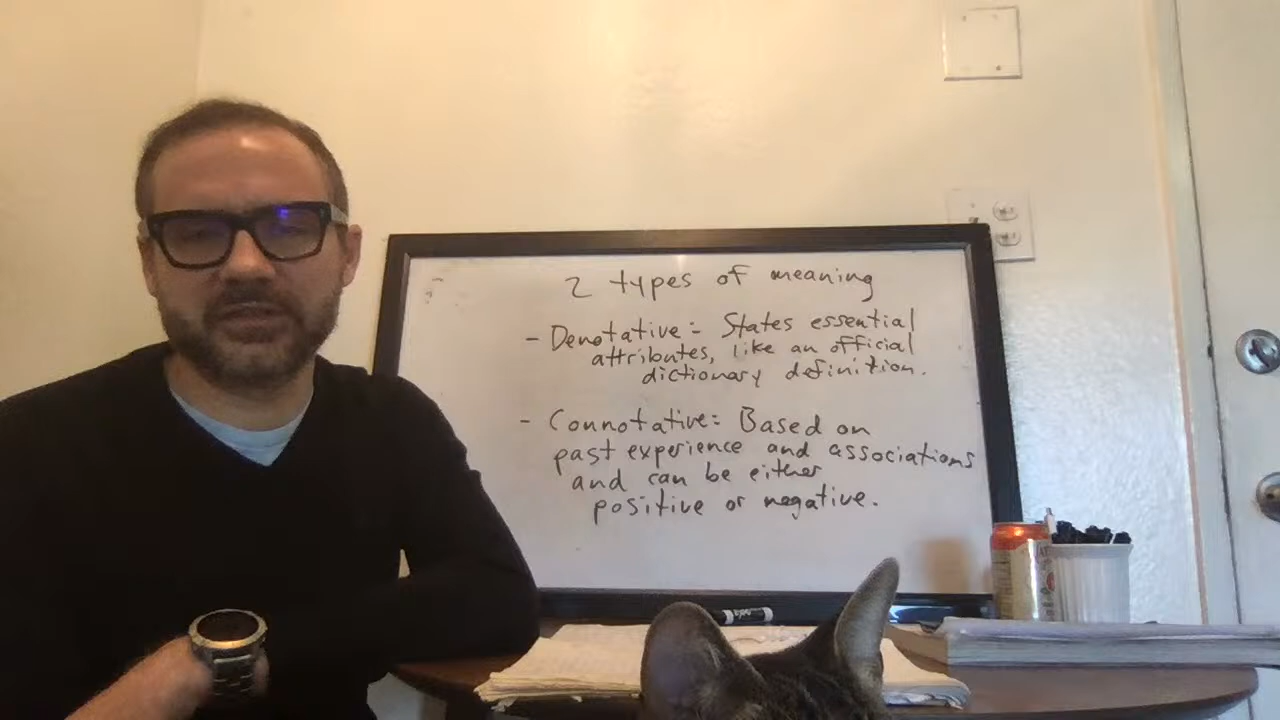 2 types of meaning
- Denotative: States essential
attributes, like an official
dictionary definition.
- Connotative: Based on
past experience and associations
and can be either
positive or negative.
EXPO